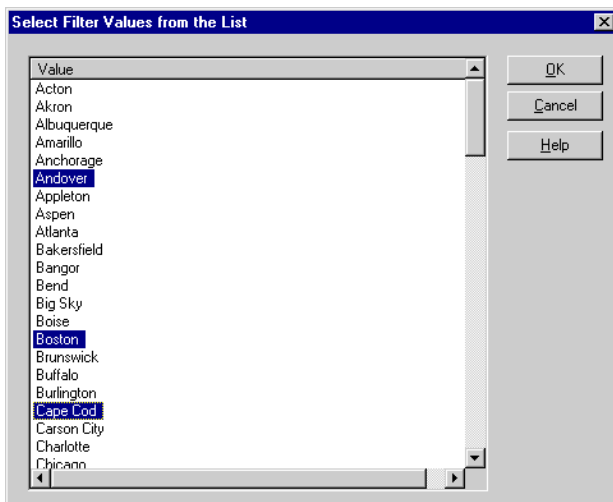 Select Filter Values from the List
Value
Acton
Akron
Albuquerque
Amarillo
Anchorage
Andover
Appleton
Aspen
Atlanta
Bakersfield
Bangor
Bend
Big Sky
Boise
Boston
Brunswick
Buffalo
Burlington
Cape Cod
Carson City
Charlotte
Chicago
OK
Cancel
Help